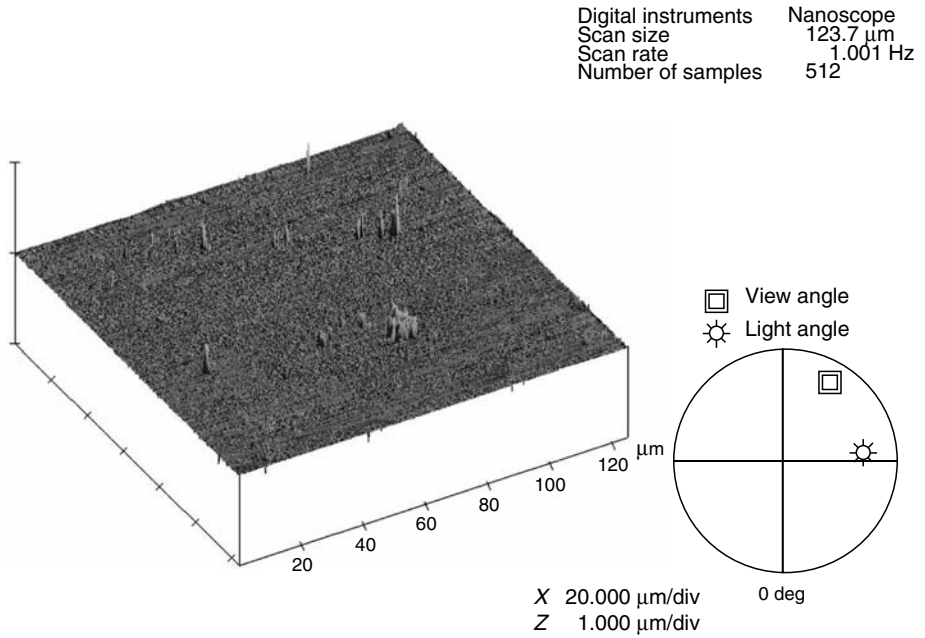 Digital instruments Nanoscope
Scan size 123.7 μm
Scan rate 1.001 Hz
Number of samples 512
View angle
Light angle
μm
120
100
80
60
40
20
0 deg
X 20.000 μm/div
Z 1.000 μm/div